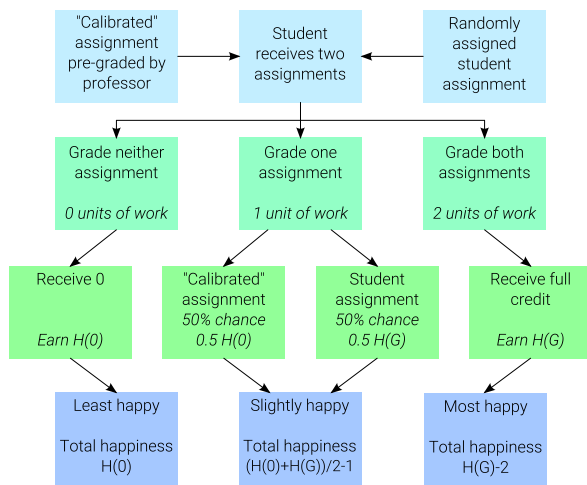 "Calibrated"
assignment
pre-graded by
professor
Student
receives two
assignments
Randomly
assigned
student
assignment
Grade neither
assignment
0 units of work
Grade one
assignment
1 unit of work
Grade both
assignments
2 units of work
Receive 0
Earn H(0)
"Calibrated"
assignment
50% chance
0.5 H(0)
Student
assignment
50% chance
0.5 H(G)
Receive full
credit
Earn H(G)
Least happy
Total happiness
H(0)
Slightly happy
Total happiness
(H(0)+H(G))/2-1
Most happy
Total happiness
H(G)-2